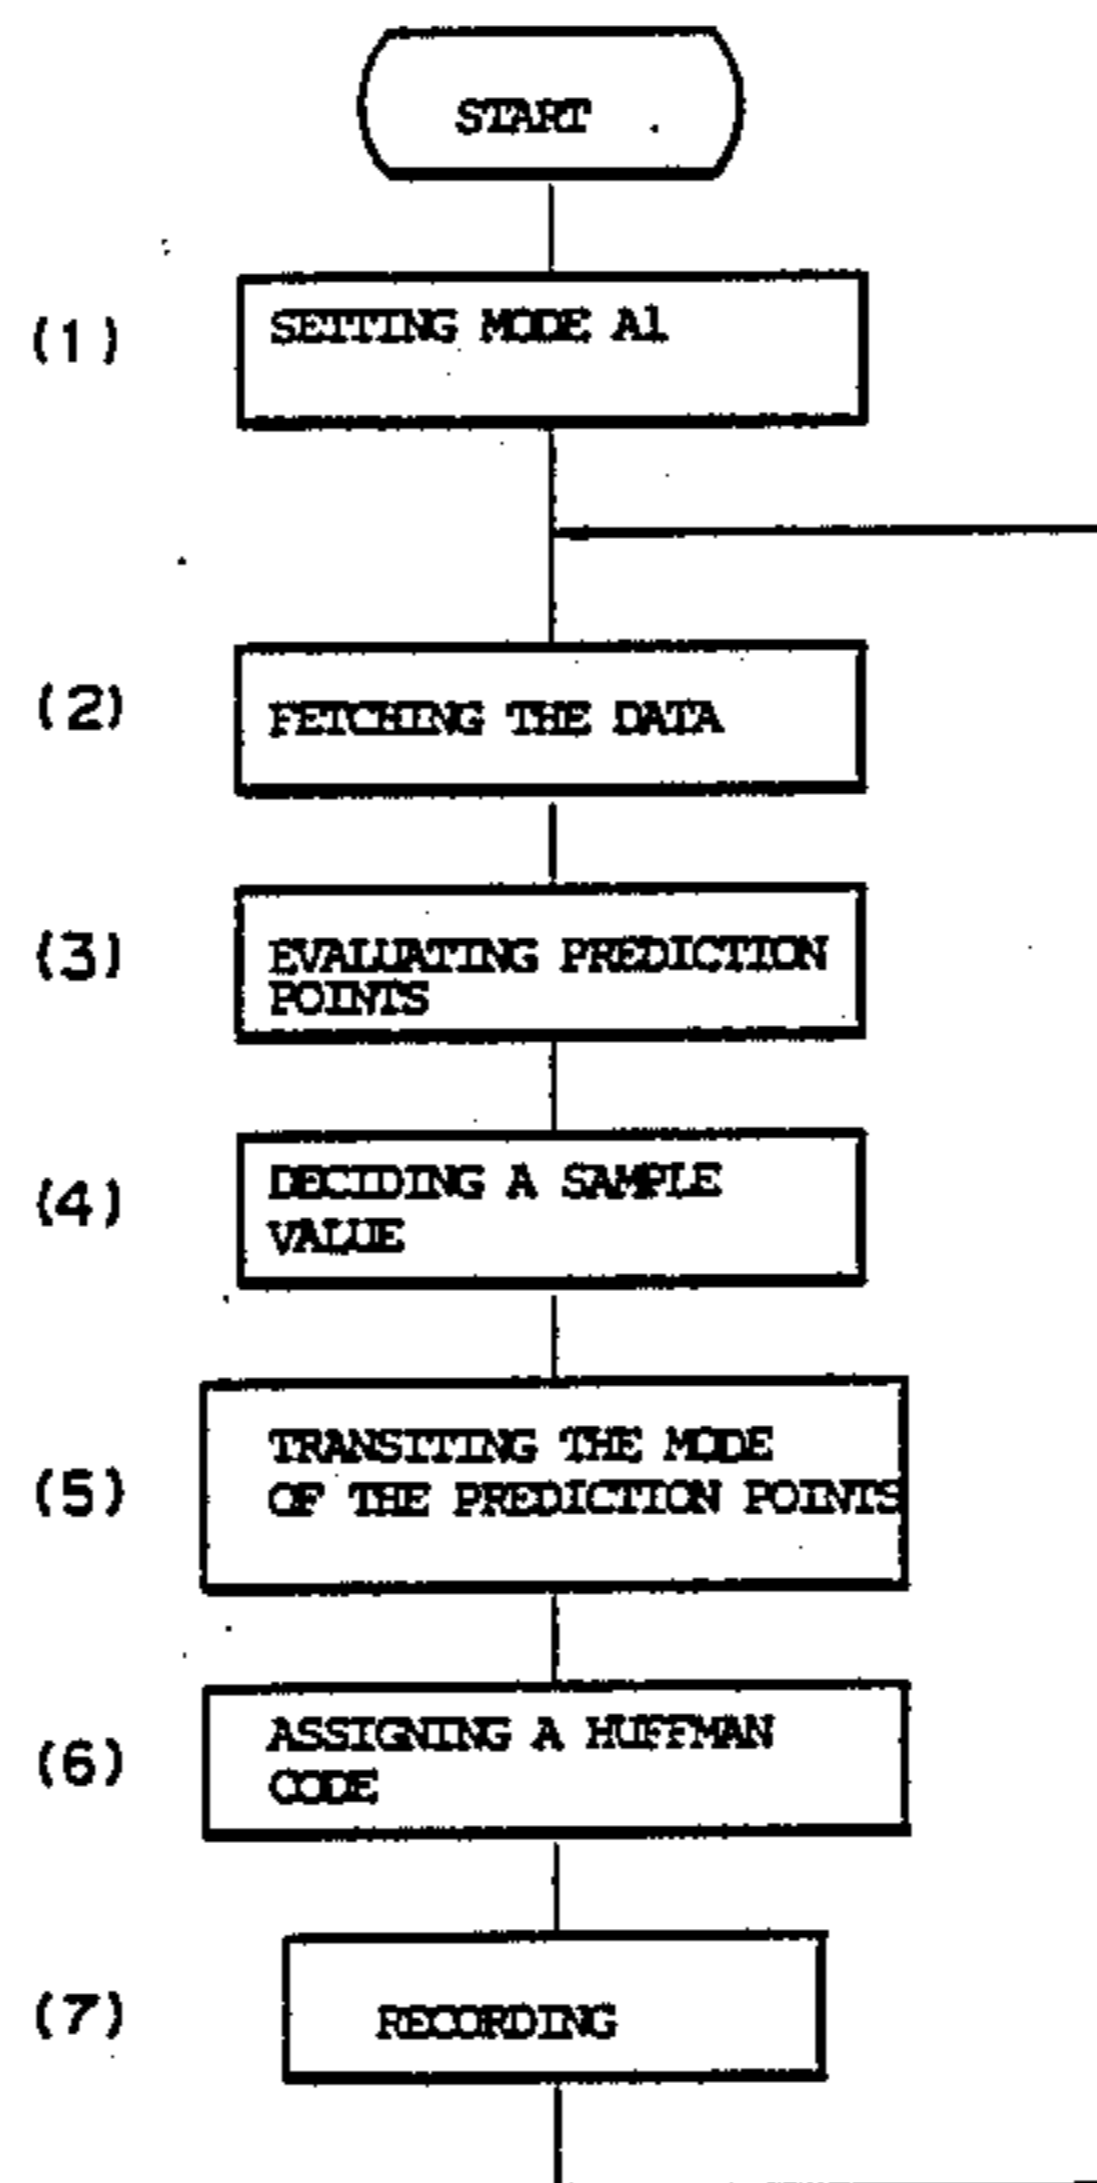 START
(1)
SETTING MODE A1
(2)
FETCHING THE DATA
(3)
EVALUATING PREDICTION
POINTS
(4)
DECIDING A SAMPLE
VALUE
(5)
TRANSITING THE MODE
OF THE PREDICTION POINTS
(6)
ASSIGNING A HUFFMAN
CODE
(7)
RECORDING